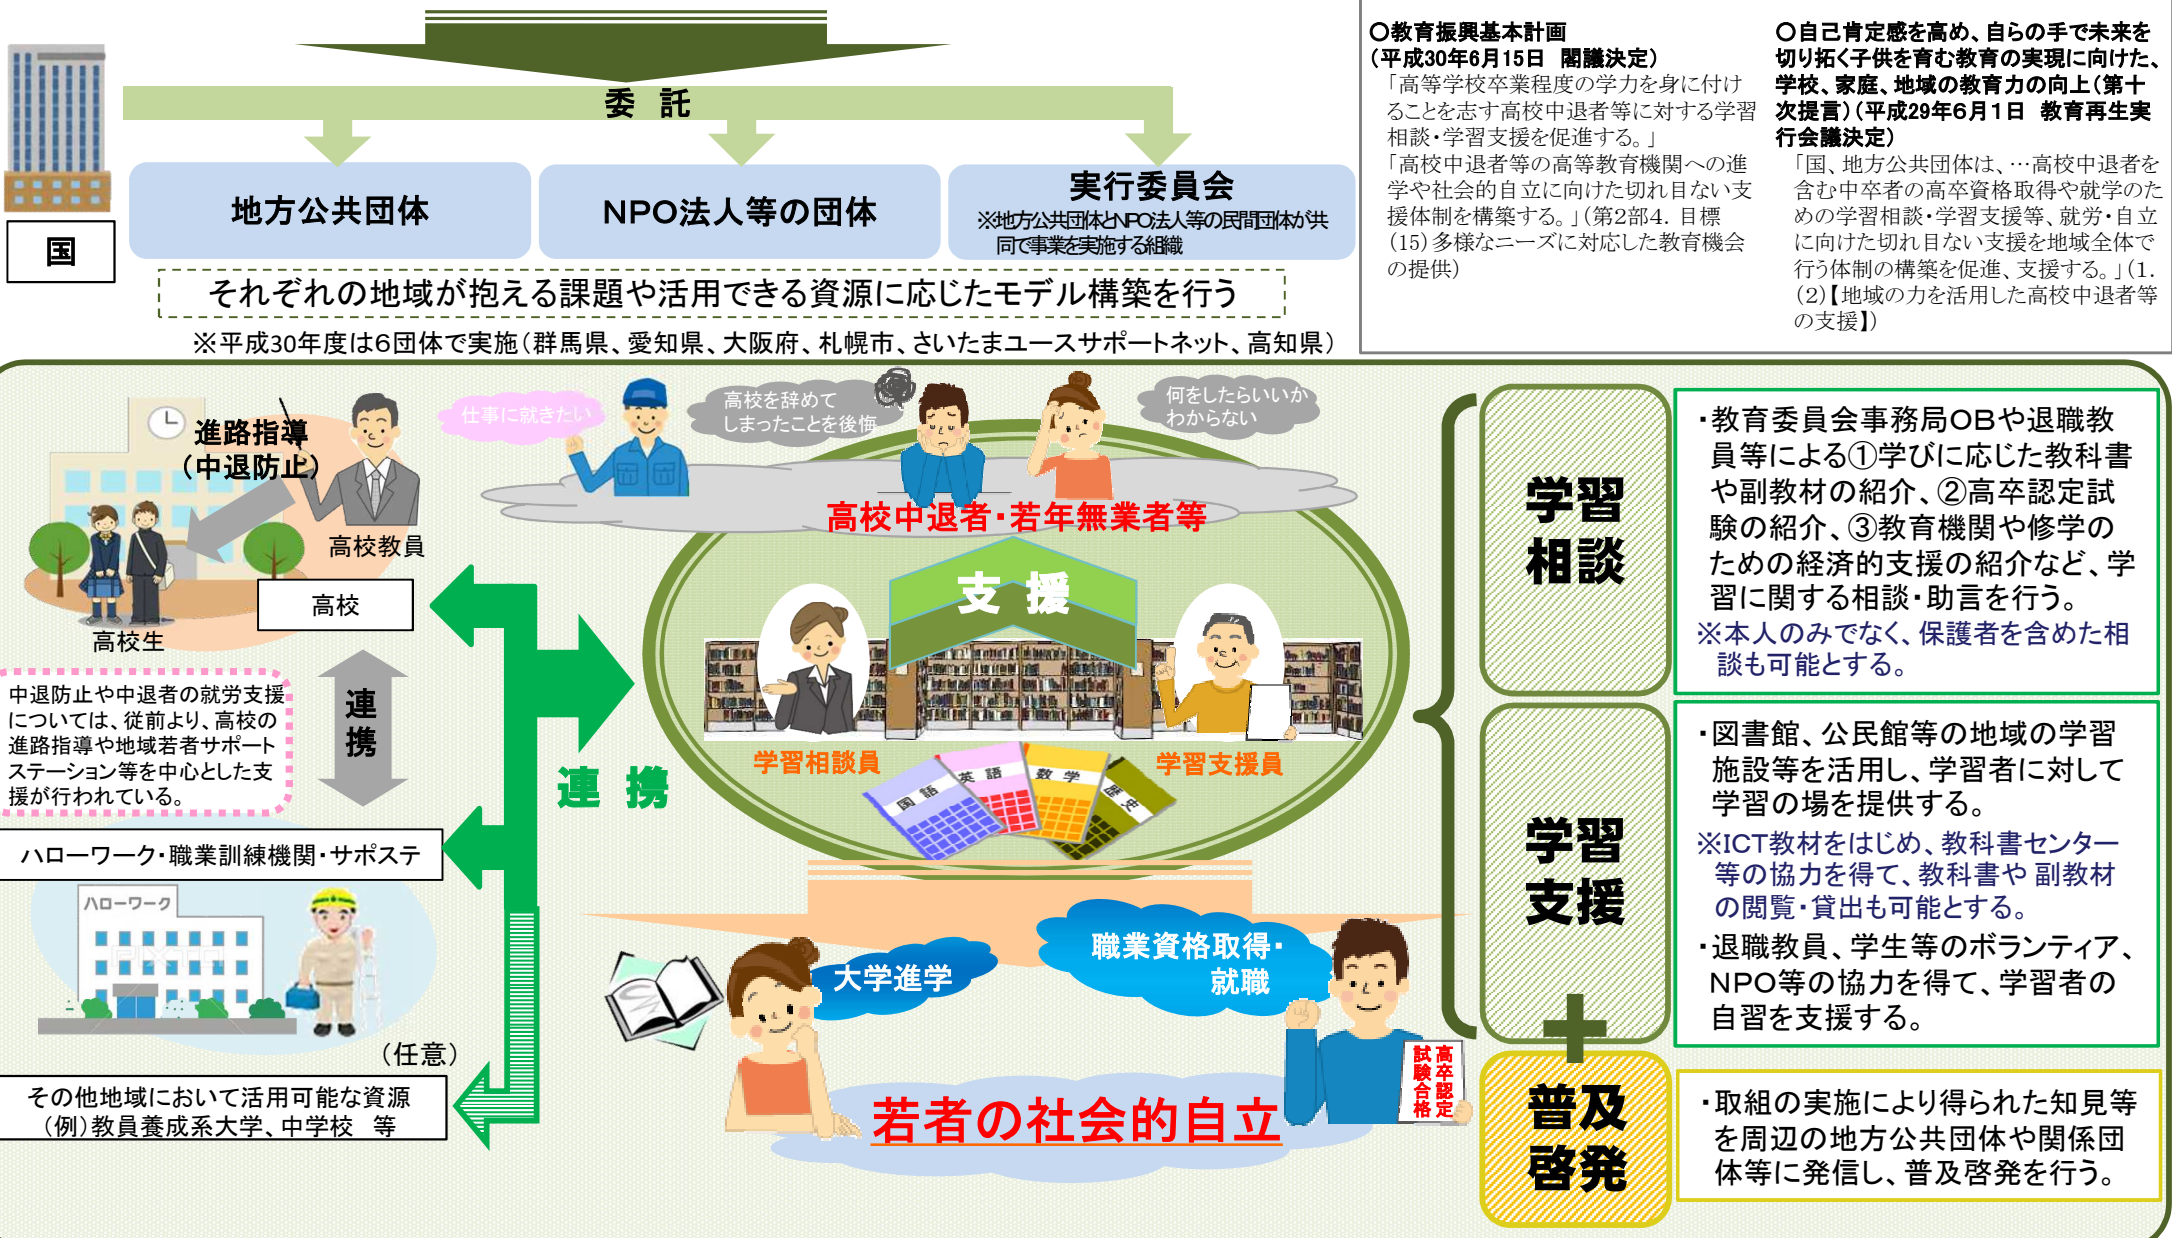 委 託
国
地方公共団体
NPO法人等の団体
実行委員会
※地方公共団体とNPO法人等の民間団体が共
同で事業を実施する組織
それぞれの地域が抱える課題や活用できる資源に応じたモデル構築を行う
※平成30年度は6団体で実施(群馬県、愛知県、大阪府、札幌市、さいたまユースサポートネット、高知県)
○教育振興基本計画
(平成30年6月15日 閣議決定)
「高等学校卒業程度の学力を身に付け
ることを志す高校中退者等に対する学習
相談・学習支援を促進する。」
「高校中退者等の高等教育機関への進
学や社会的自立に向けた切れ目ない支
援体制を構築する。」(第2部4. 目標
(15)多様なニーズに対応した教育機会
の提供)
○自己肯定感を高め、自らの手で未来を
切り拓く子供を育む教育の実現に向けた、
学校、家庭、地域の教育力の向上(第十
次提言)(平成29年6月1日 教育再生実
行会議決定)
「国、地方公共団体は、…高校中退者を
含む中卒者の高卒資格取得や就学のた
めの学習相談・学習支援等、就労・自立
に向けた切れ目ない支援を地域全体で
行う体制の構築を促進、支援する。」(1.
(2)【地域の力を活用した高校中退者等
の支援】)
進路指導
(中退防止)
高校教員
高校
高校生
連携
中退防止や中退者の就労支援
については、従前より、高校の
進路指導や地域若者サポート
ステーション等を中心とした支
援が行われている。
ハローワーク・職業訓練機関・サポステ
ハローワーク
(任意)
その他地域において活用可能な資源
(例)教員養成系大学、中学校 等
連 携
仕事に就きたい
高校を辞めて
しまったことを後悔
何をしたらいいか
わからない
高校中退者・若年無業者等
支 援
学習相談員
学習支援員
国 語
英 語
数 学
歴 史
大学進学
職業資格取得・
就職
高卒認定
試験合格
若者の社会的自立
学習
相談
・教育委員会事務局OBや退職教
員等による①学びに応じた教科書
や副教材の紹介、②高卒認定試
験の紹介、③教育機関や修学の
ための経済的支援の紹介など、学
習に関する相談・助言を行う。
※本人のみでなく、保護者を含めた相
談も可能とする。
学習
支援
・図書館、公民館等の地域の学習
施設等を活用し、学習者に対して
学習の場を提供する。
※ICT教材をはじめ、教科書センター
等の協力を得て、教科書や 副教材
の閲覧・貸出も可能とする。
・退職教員、学生等のボランティア、
NPO等の協力を得て、学習者の
自習を支援する。
普及
啓発
・取組の実施により得られた知見等
を周辺の地方公共団体や関係団
体等に発信し、普及啓発を行う。